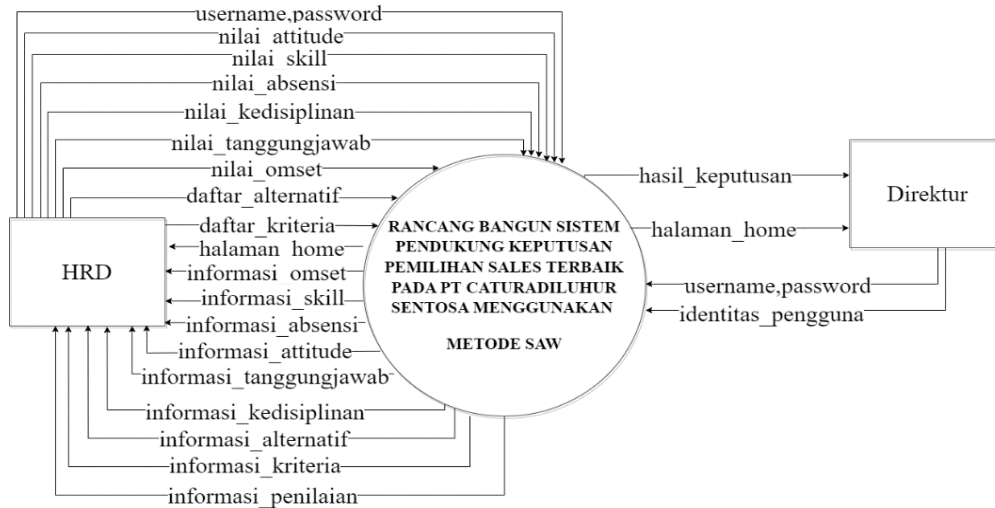 username,password
nilai_attitude
nilai_skill
nilai_absensi
nilai_kedisiplinan
nilai_tanggungjawab
nilai_omset
daftar_alternatif
daftar_kriteria
halaman_home
informasi_omset
informasi_skill
informasi_absensi
informasi_attitude
informasi_tanggungjawab
informasi_kedisiplinan
informasi_alternatif
informasi_kriteria
informasi_penilaian
HRD
RANCANG BANGUN SISTEM
PENDUKUNG KEPUTUSAN
PEMILIHAN SALES TERBAIK
PADA PT CATURADILUHUR
SENTOSA MENGGUNAKAN
METODE SAW
hasil_keputusan
halaman_home
username,password
identitas_pengguna
Direktur